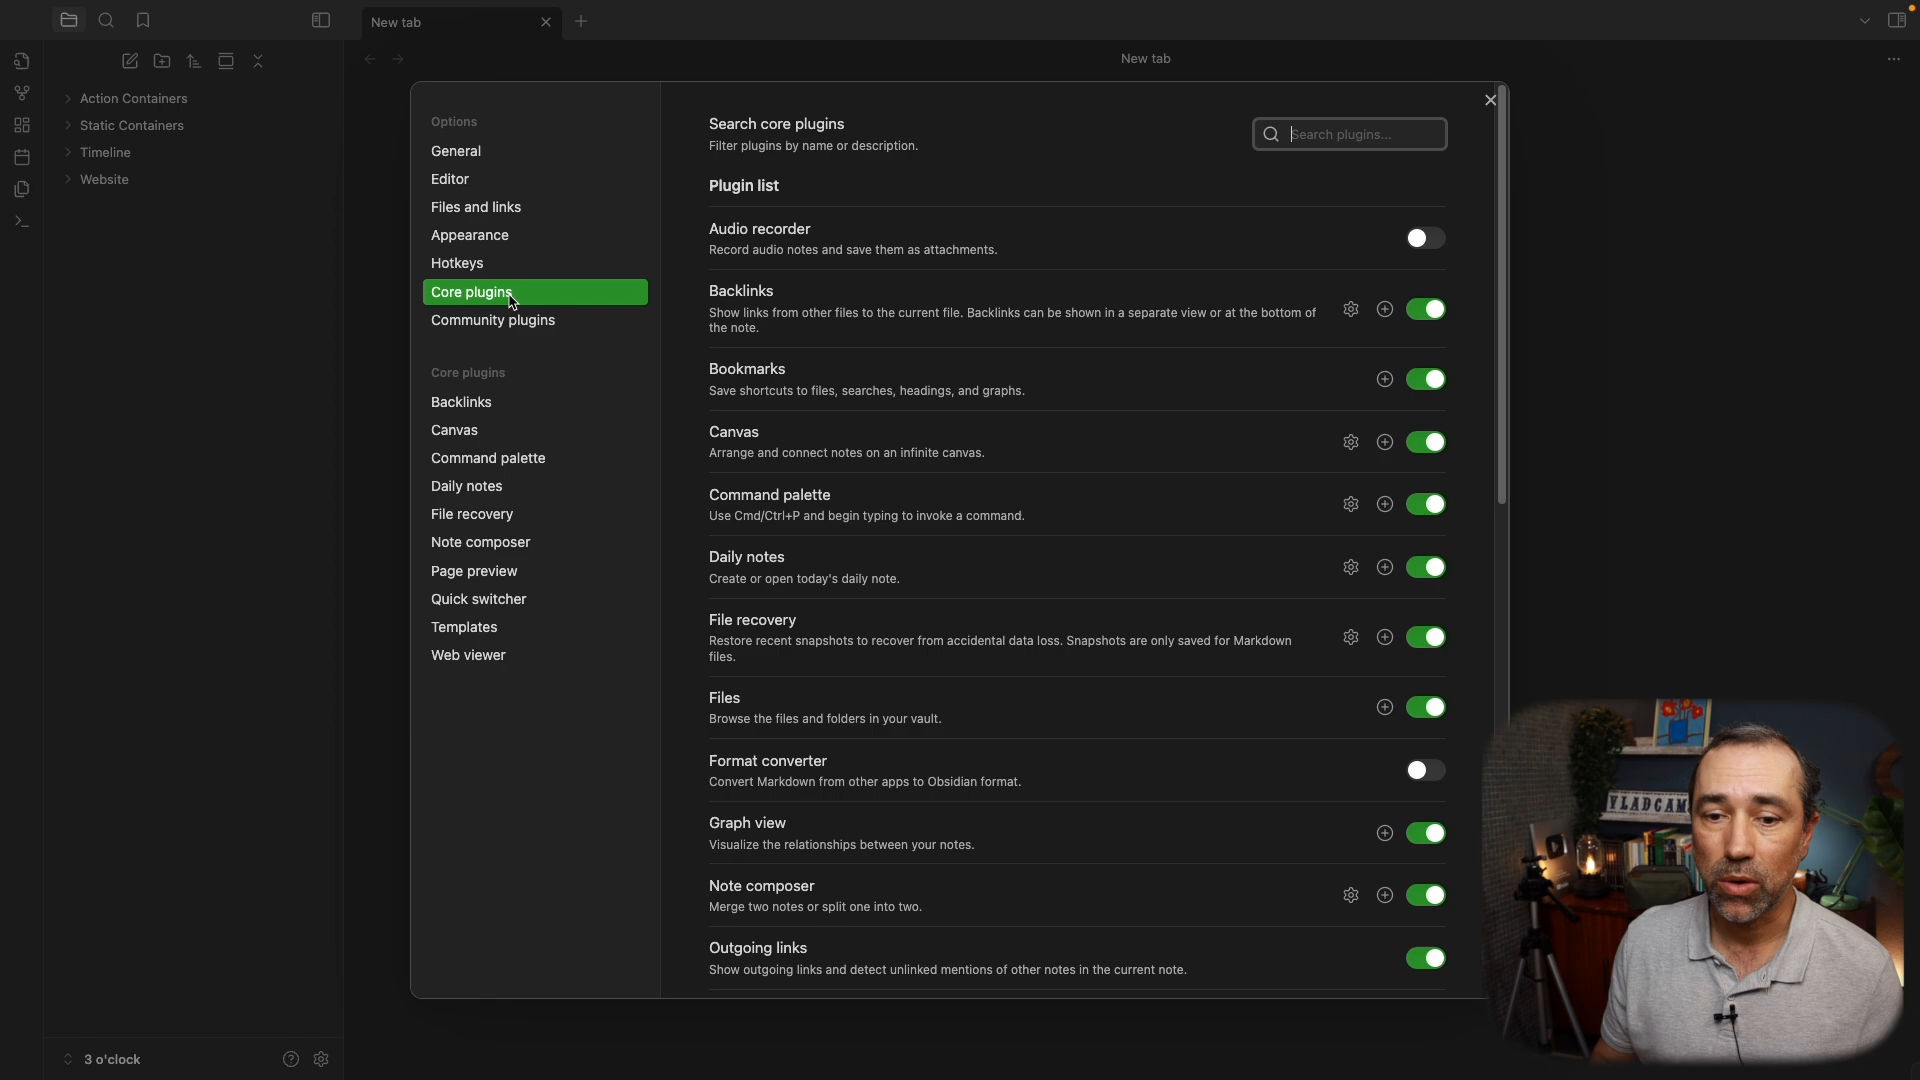 New tab
New tab
Action Containers
Static Containers
Timeline
Website
3 o'clock
Options
General
Editor
Files and links
Appearance
Hotkeys
Core plugins
Community plugins
Core plugins
Backlinks
Canvas
Command palette
Daily notes
File recovery
Note composer
Page preview
Quick switcher
Templates
Web viewer
Search core plugins
Filter plugins by name or description.
Search plugins...
Plugin list
Audio recorder
Record audio notes and save them as attachments.
Backlinks
Show links from other files to the current file. Backlinks can be shown in a separate view or at the bottom of
the note.
Bookmarks
Save shortcuts to files, searches, headings, and graphs.
Canvas
Arrange and connect notes on an infinite canvas.
Command palette
Use Cmd/Ctrl+P and begin typing to invoke a command.
Daily notes
Create or open today's daily note.
File recovery
Restore recent snapshots to recover from accidental data loss. Snapshots are only saved for Markdown
files.
Files
Browse the files and folders in your vault.
Format converter
Convert Markdown from other apps to Obsidian format.
Graph view
Visualize the relationships between your notes.
Note composer
Merge two notes or split one into two.
Outgoing links
Show outgoing links and detect unlinked mentions of other notes in the current note.
VLADCAM